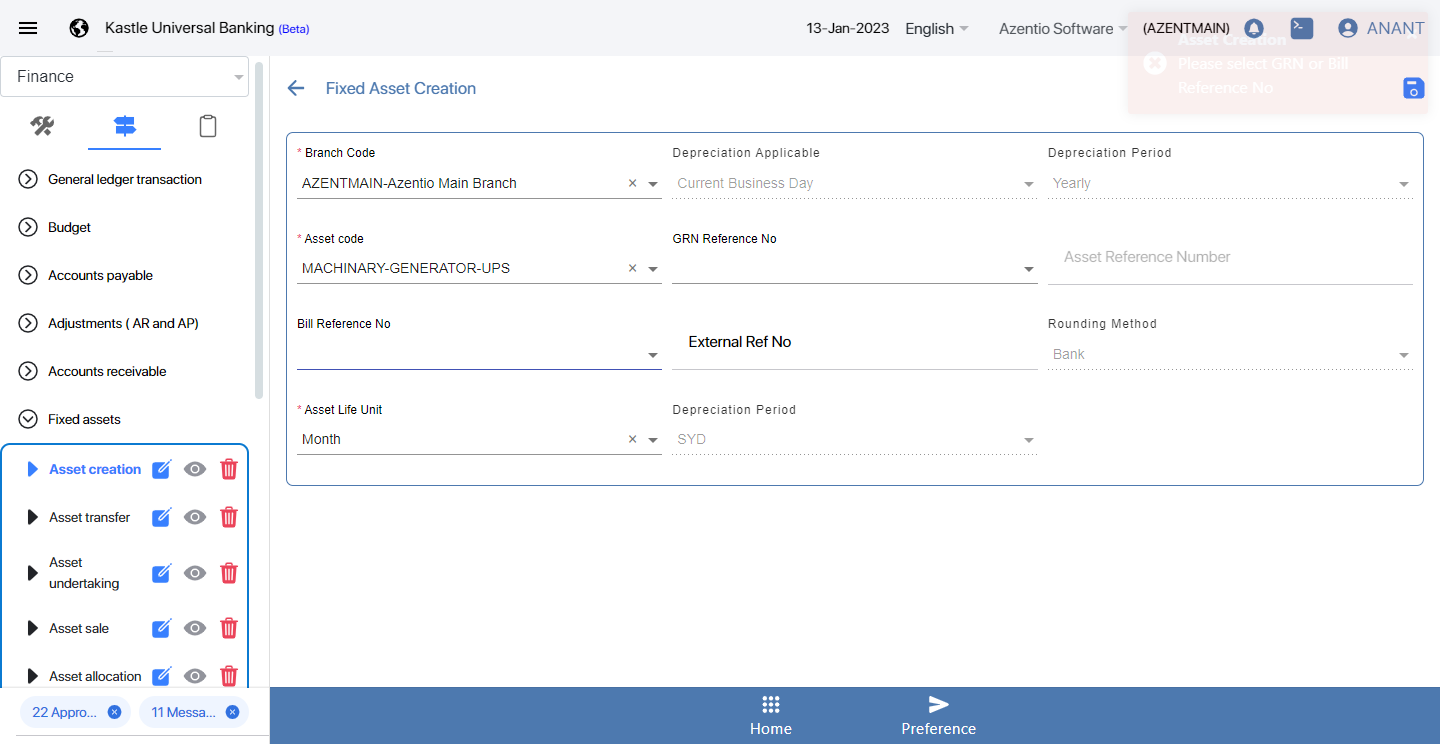 Kastle Universal Banking (Beta)
13-Jan-2023
English
Azentio Software
(AZENTMAIN)
ANANT
Asset Creation
Please select GRN or Bill
Reference No
Finance
General ledger transaction
Budget
Accounts payable
Adjustments ( AR and AP)
Accounts receivable
Fixed assets
Asset creation
Asset transfer
Asset
undertaking
Asset sale
Asset allocation
22 Appro...
11 Messa...
Fixed Asset Creation
* Branch Code
AZENTMAIN-Azentio Main Branch
Depreciation Applicable
Current Business Day
Depreciation Period
Yearly
* Asset code
MACHINARY-GENERATOR-UPS
GRN Reference No
Asset Reference Number
Bill Reference No
External Ref No
Rounding Method
Bank
* Asset Life Unit
Month
Depreciation Period
SYD
Home
Preference